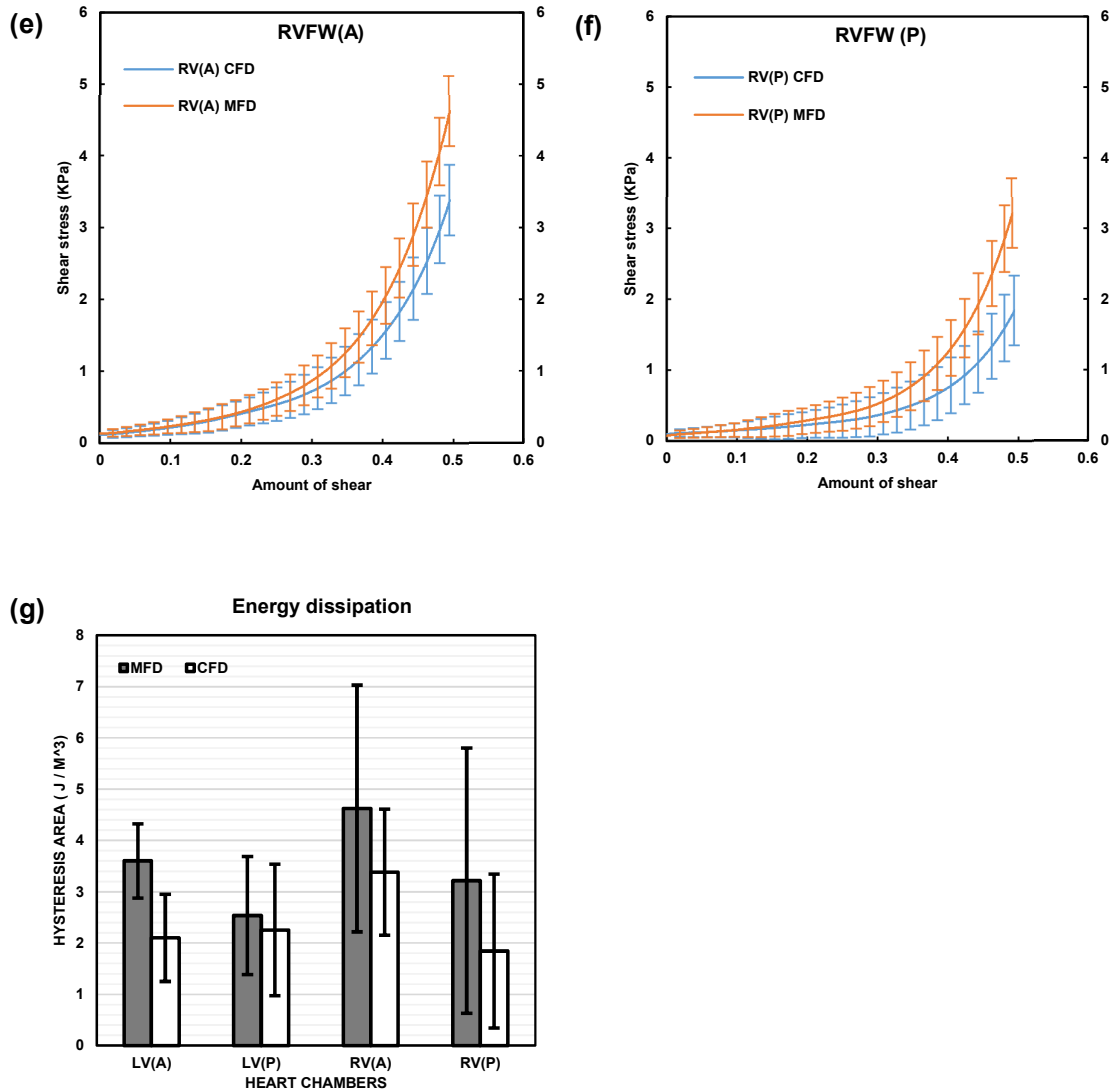 (e)
RVFW(A)
RV(A) CFD
RV(A) MFD
Shear stress (KPa)
6
5
4
3
2
1
0
6
5
4
3
2
1
0
0 0.1 0.2 0.3 0.4 0.5 0.6
Amount of shear
(f)
RVFW (P)
RV(P) CFD
RV(P) MFD
Shear stress (KPa)
6
5
4
3
2
1
0
6
5
4
3
2
1
0
0 0.1 0.2 0.3 0.4 0.5 0.6
Amount of shear
(g)
Energy dissipation
MFD CFD
HYSTERESIS AREA ( J / M^3)
8
7
6
5
4
3
2
1
0
LV(A) LV(P) RV(A) RV(P)
HEART CHAMBERS